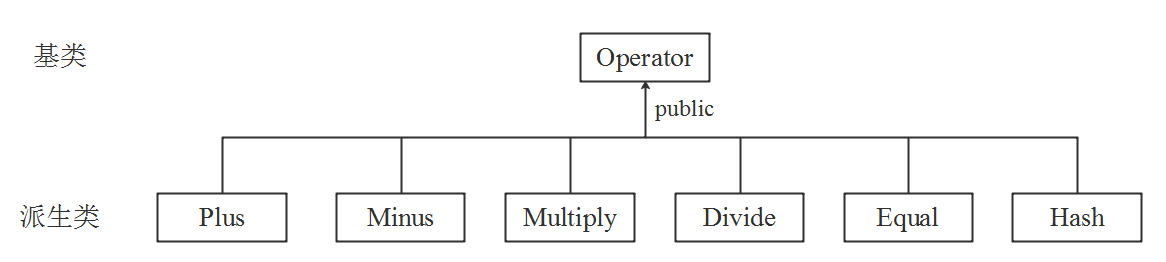 基类
Operator
public
派生类
Plus
Minus
Multiply
Divide
Equal
Hash